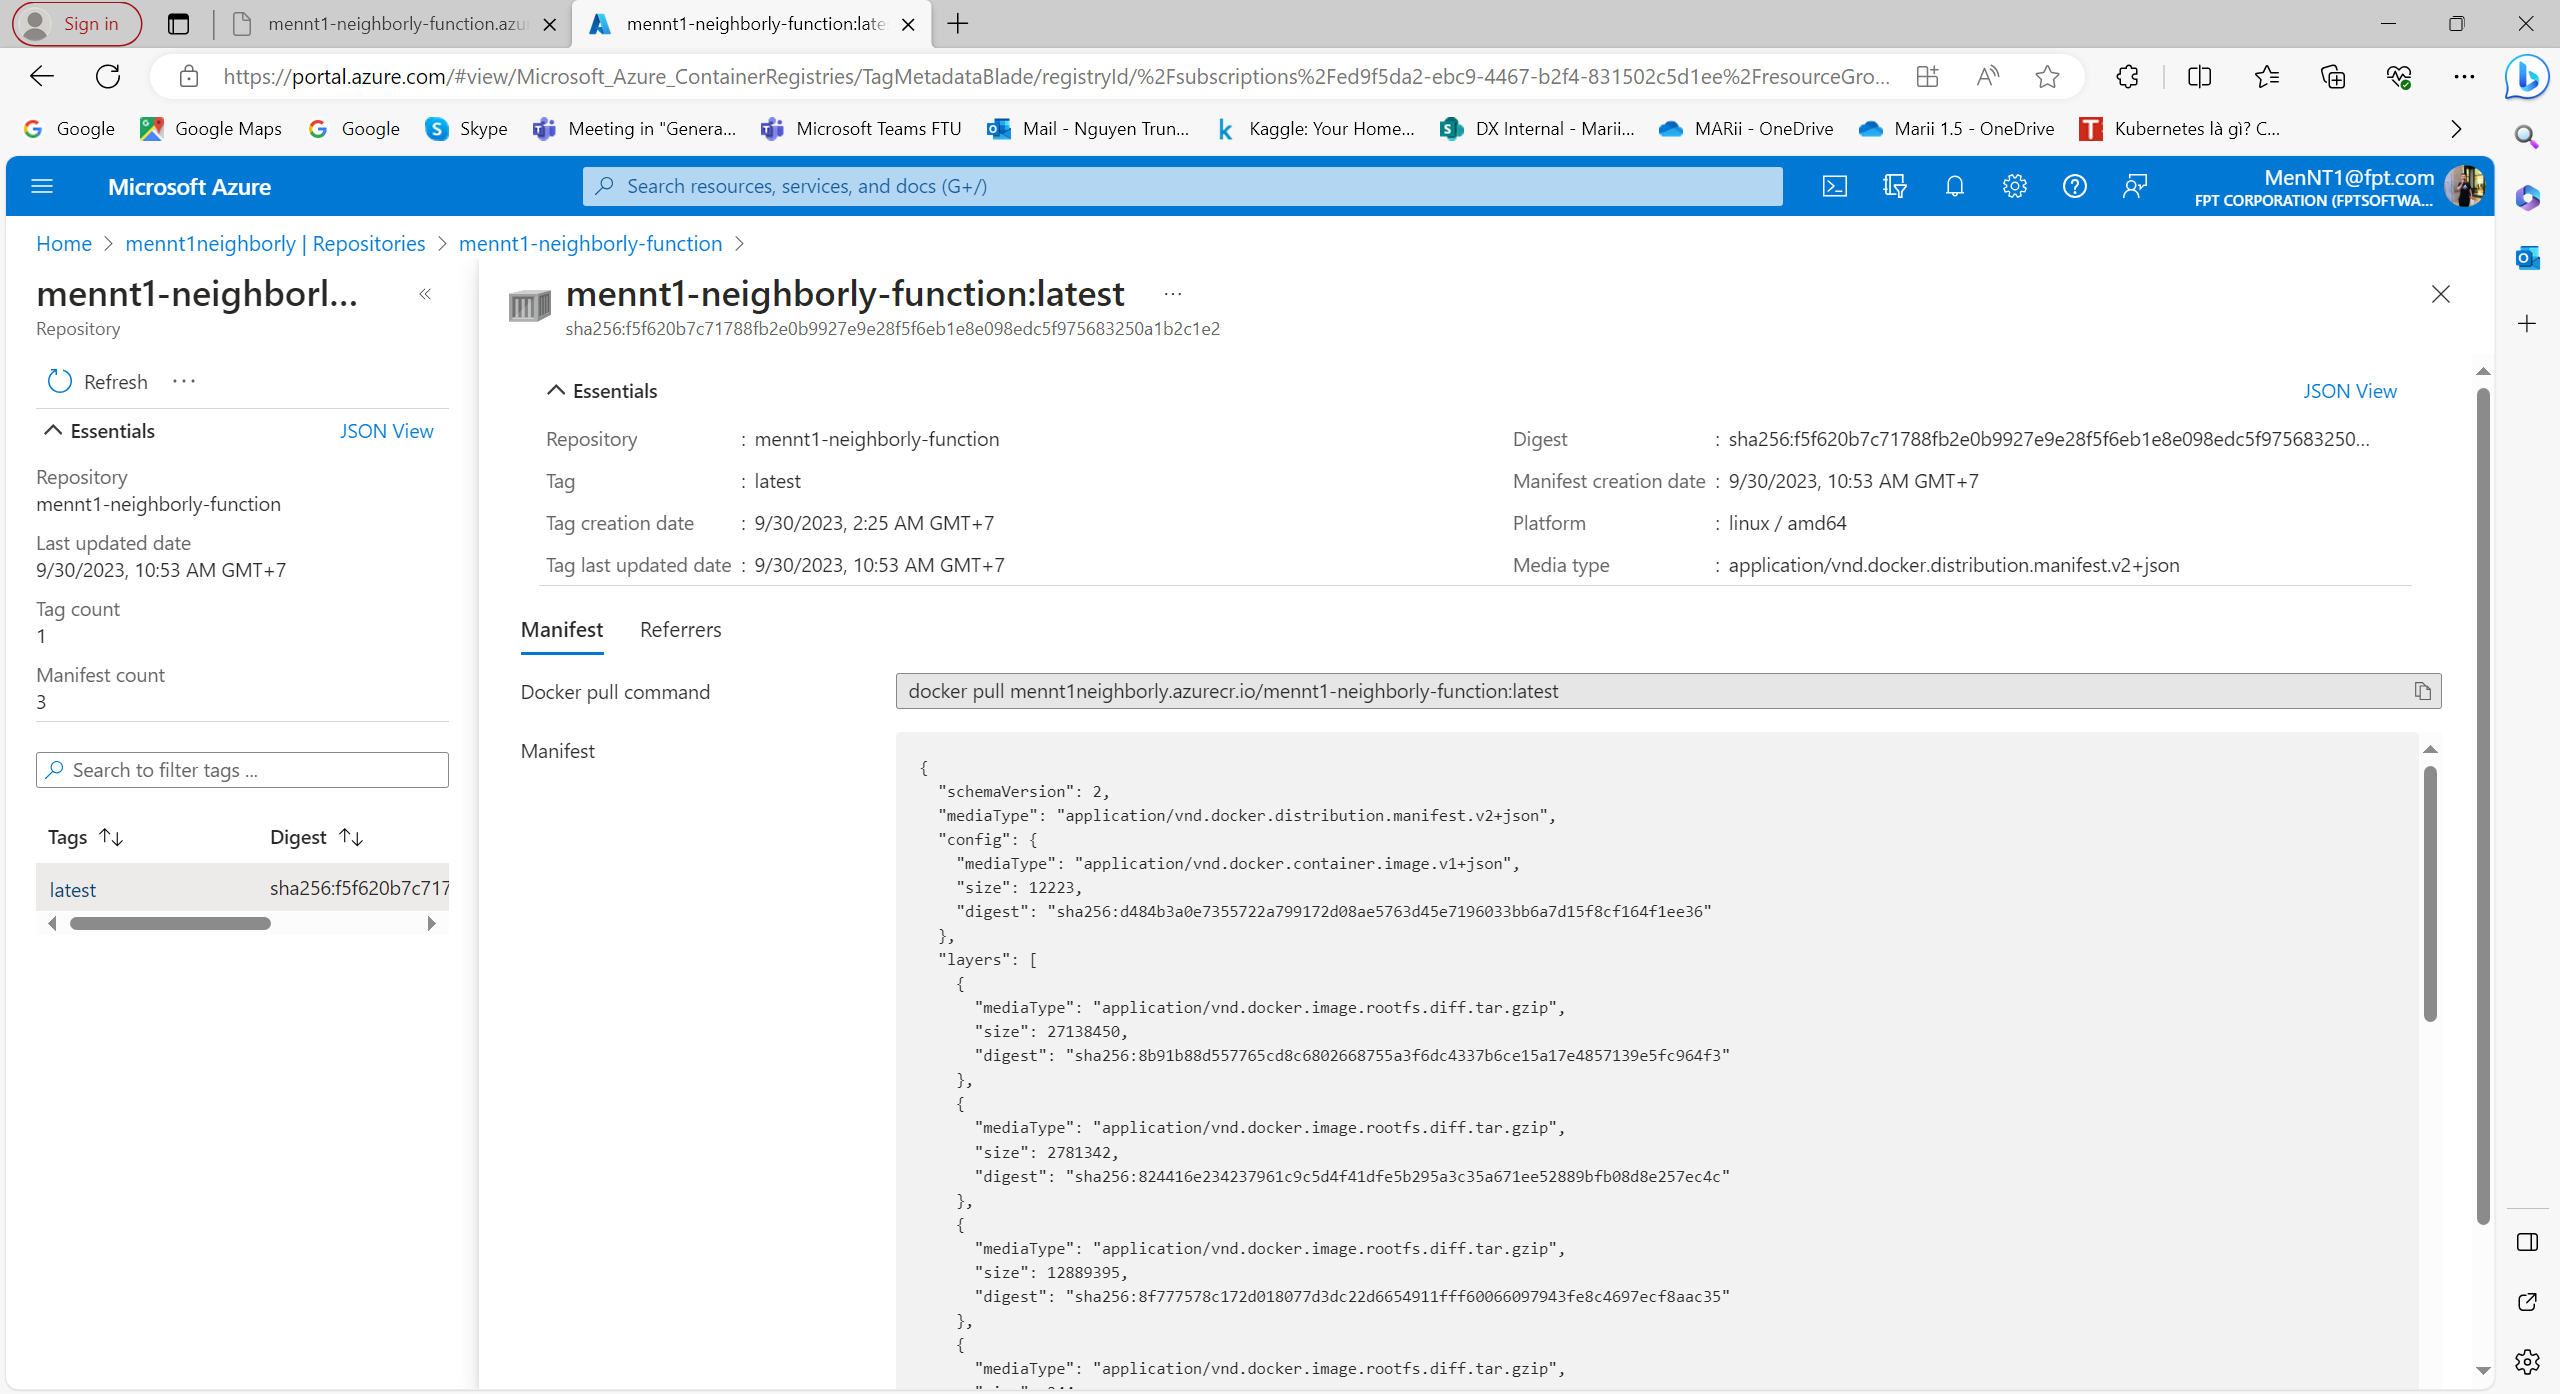 Sign in
mennt1-neighborly-function.azu
mennt1-neighborly-function:late
https://portal.azure.com/#view/Microsoft_Azure_ContainerRegistries/TagMetadataBlade/registryId/%2Fsubscriptions%2Fed9f5da2-ebc9-4467-b2f4-831502c5d1ee%2FresourceGro...
Google
Google Maps
Google
Skype
Meeting in "Genera...
Microsoft Teams FTU
Mail - Nguyen Trun...
Kaggle: Your Home...
DX Internal - Marii...
MARii - OneDrive
Marii 1.5 - OneDrive
Kubernetes là gì? C...
Microsoft Azure
Search resources, services, and docs (G+/)
MenNT1@fpt.com
FPT CORPORATION (FPTSOFTWA...
Home > mennt1neighborly | Repositories > mennt1-neighborly-function >
mennt1-neighborl...
Repository
Refresh
Essentials
JSON View
Repository
mennt1-neighborly-function
Last updated date
9/30/2023, 10:53 AM GMT+7
Tag count
1
Manifest count
3
Search to filter tags ...
Tags
Digest
latest
sha256:f5f620b7c717
mennt1-neighborly-function:latest
sha256:f5f620b7c71788fb2e0b9927e9e28f5f6eb1e8e098edc5f975683250a1b2c1e2
Essentials
JSON View
Repository : mennt1-neighborly-function
Tag : latest
Tag creation date : 9/30/2023, 2:25 AM GMT+7
Tag last updated date : 9/30/2023, 10:53 AM GMT+7
Digest : sha256:f5f620b7c71788fb2e0b9927e9e28f5f6eb1e8e098edc5f975683250...
Manifest creation date : 9/30/2023, 10:53 AM GMT+7
Platform : linux / amd64
Media type : application/vnd.docker.distribution.manifest.v2+json
Manifest
Referrers
Docker pull command
docker pull mennt1neighborly.azurecr.io/mennt1-neighborly-function:latest
Manifest
{
"schemaVersion": 2,
"mediaType": "application/vnd.docker.distribution.manifest.v2+json",
"config": {
"mediaType": "application/vnd.docker.container.image.v1+json",
"size": 12223,
"digest": "sha256:d484b3a0e7355722a799172d08ae5763d45e7196033bb6a7d15f8cf164f1ee36"
},
"layers": [
{
"mediaType": "application/vnd.docker.image.rootfs.diff.tar.gzip",
"size": 27138450,
"digest": "sha256:8b91b88d557765cd8c6802668755a3f6dc4337b6ce15a17e4857139e5fc964f3"
},
{
"mediaType": "application/vnd.docker.image.rootfs.diff.tar.gzip",
"size": 2781342,
"digest": "sha256:824416e234237961c9c5d4f41dfe5b295a3c35a671ee52889bfb08d8e257ec4c"
},
{
"mediaType": "application/vnd.docker.image.rootfs.diff.tar.gzip",
"size": 12889395,
"digest": "sha256:8f777578c172d018077d3dc22d6654911fff60066097943fe8c4697ecf8aac35"
},
{
"mediaType": "application/vnd.docker.image.rootfs.diff.tar.gzip",